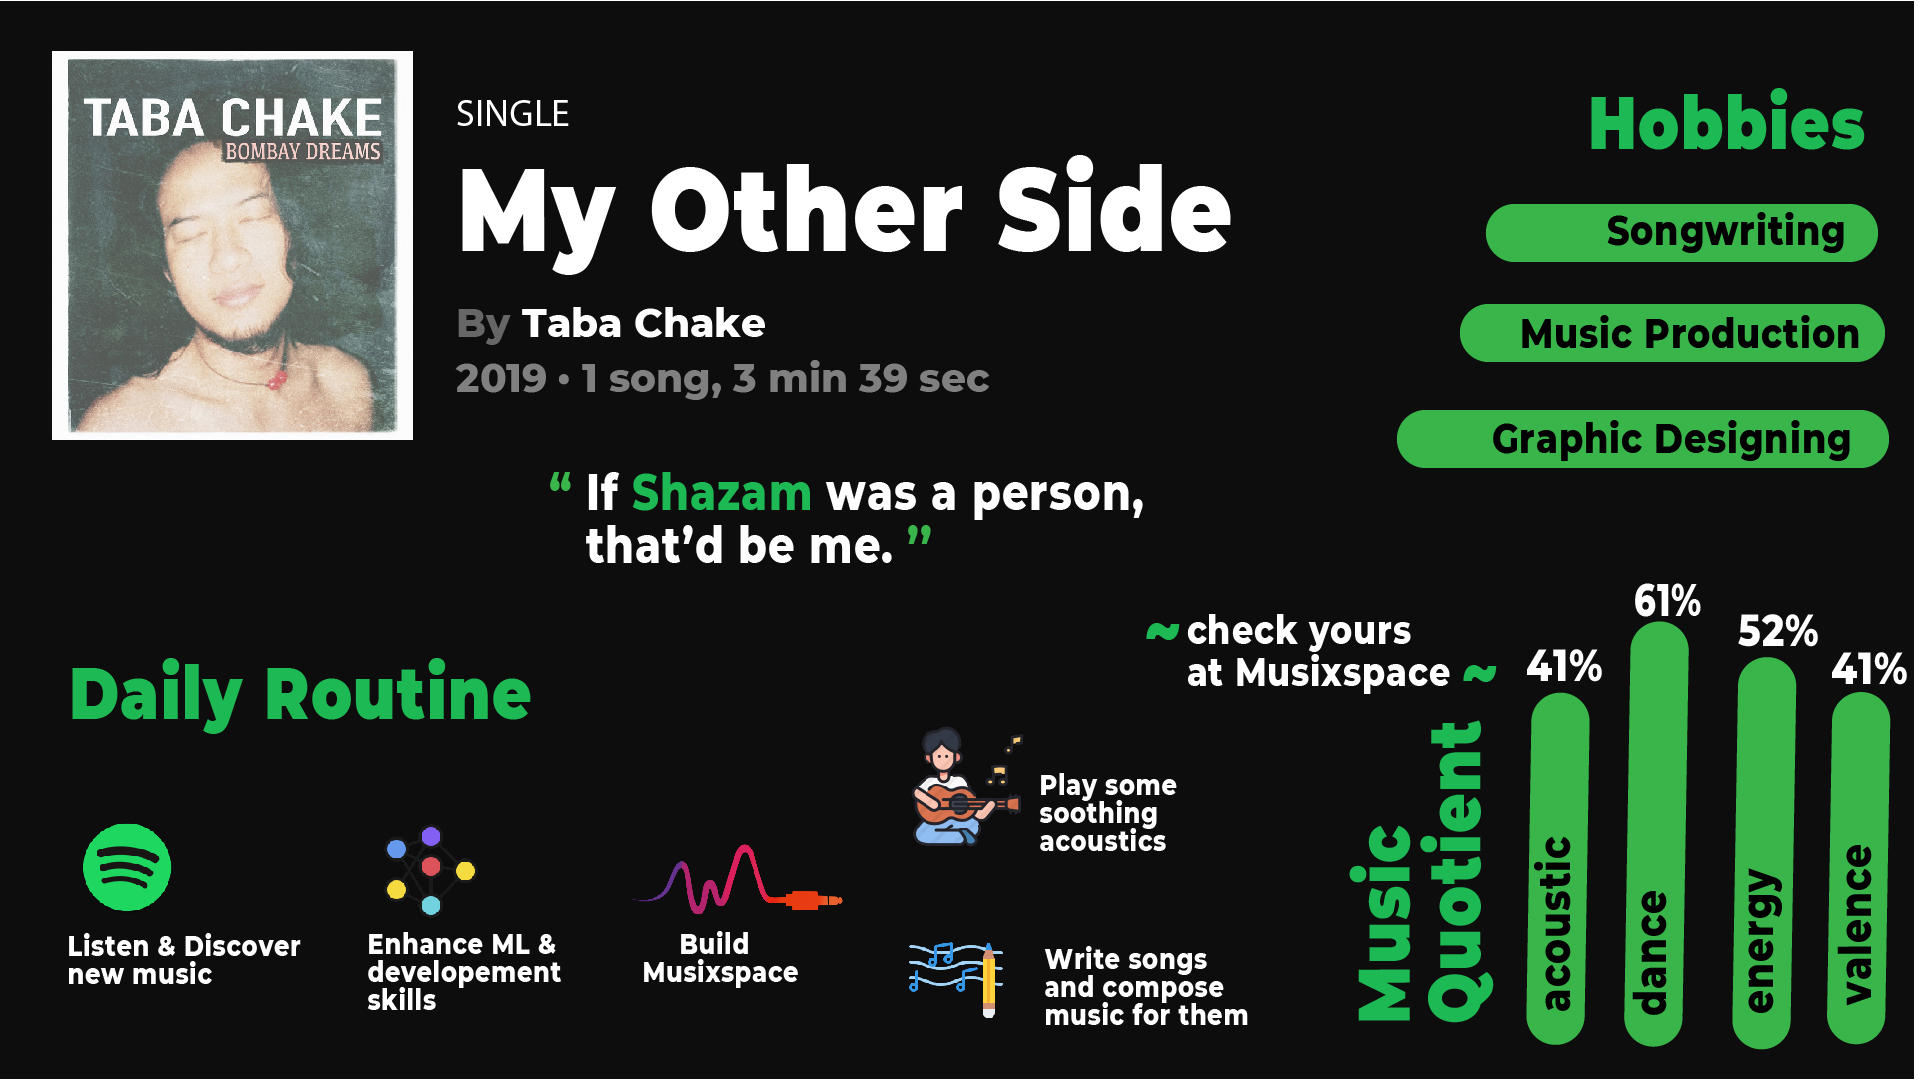 TABA CHAKE
BOMBAY DREAMS
SINGLE
My Other Side
By Taba Chake
2019 • 1 song, 3 min 39 sec
“ If Shazam was a person,
that’d be me. ”
Hobbies
Songwriting
Music Production
Graphic Designing
Daily Routine
Listen & Discover
new music
Enhance ML &
developement
skills
Build
Musixspace
Play some
soothing
acoustics
Write songs
and compose
music for them
~ check yours
at Musixspace ~
Music
Quotient
41%
acoustic
61%
dance
52%
energy
41%
valence